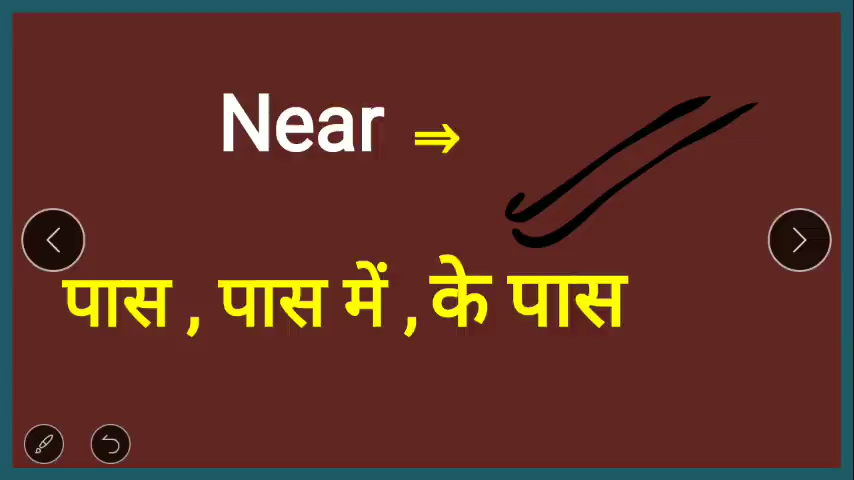 Near ⇒
पास , पास में , के पास